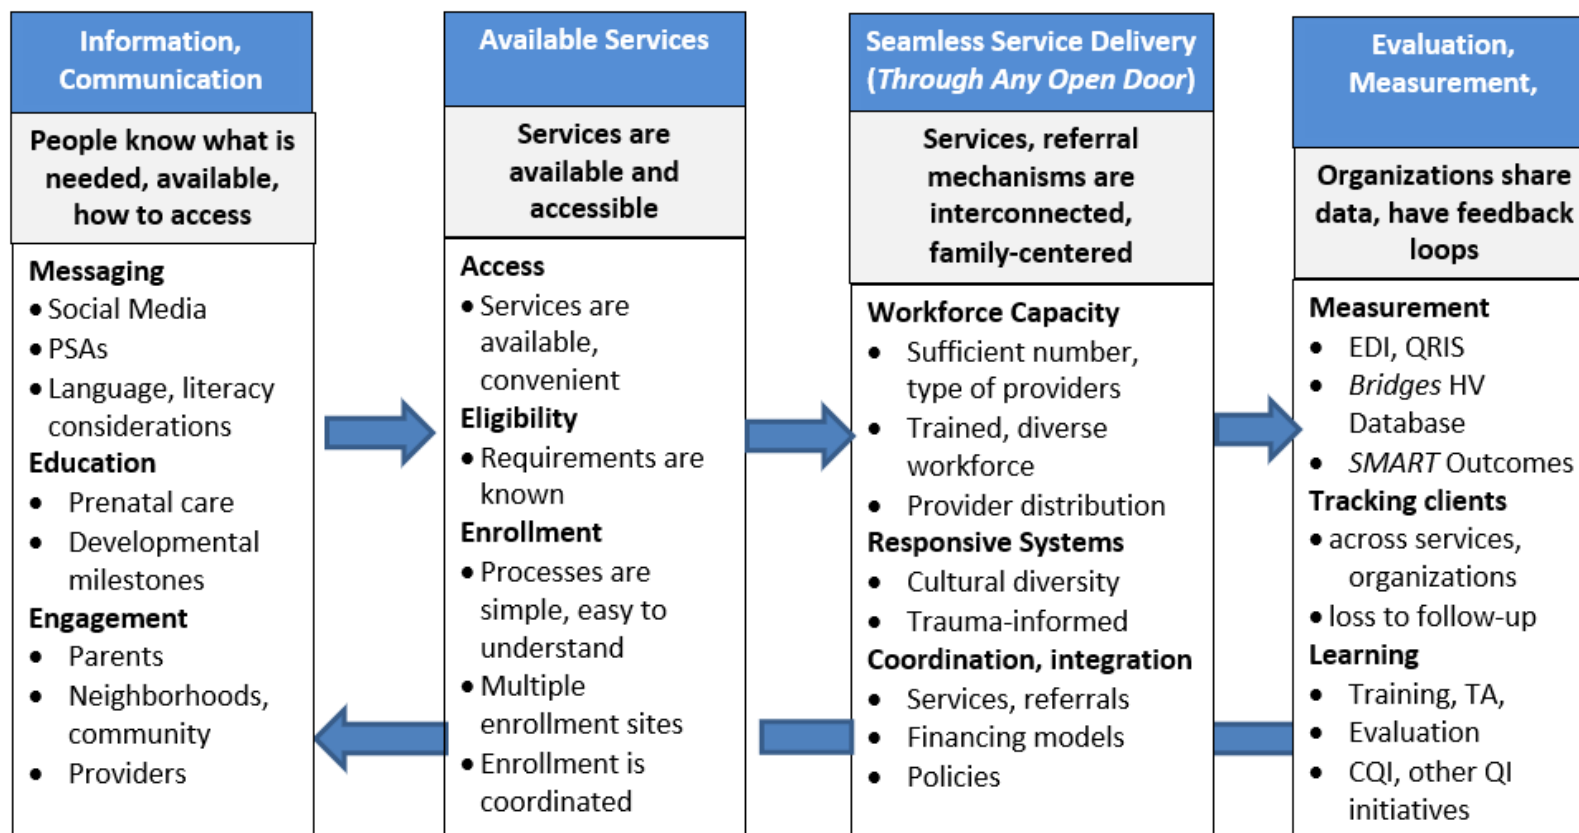 Information,
Communication
People know what is
needed, available,
how to access
Messaging
• Social Media
• PSAs
• Language, literacy
considerations
Education
• Prenatal care
• Developmental
milestones
Engagement
• Parents
• Neighborhoods,
community
• Providers
Available Services
Services are
available and
accessible
Access
• Services are
available,
convenient
Eligibility
• Requirements are
known
Enrollment
• Processes are
simple, easy to
understand
• Multiple
enrollment sites
• Enrollment is
coordinated
Seamless Service Delivery
(Through Any Open Door)
Services, referral
mechanisms are
interconnected,
family-centered
Workforce Capacity
• Sufficient number,
type of providers
• Trained, diverse
workforce
• Provider distribution
Responsive Systems
• Cultural diversity
• Trauma-informed
Coordination, integration
• Services, referrals
• Financing models
• Policies
Evaluation,
Measurement,
Organizations share
data, have feedback
loops
Measurement
• EDI, QRIS
• Bridges HV
Database
• SMART Outcomes
Tracking clients
• across services,
organizations
• loss to follow-up
Learning
• Training, TA,
• Evaluation
• CQI, other QI
initiatives